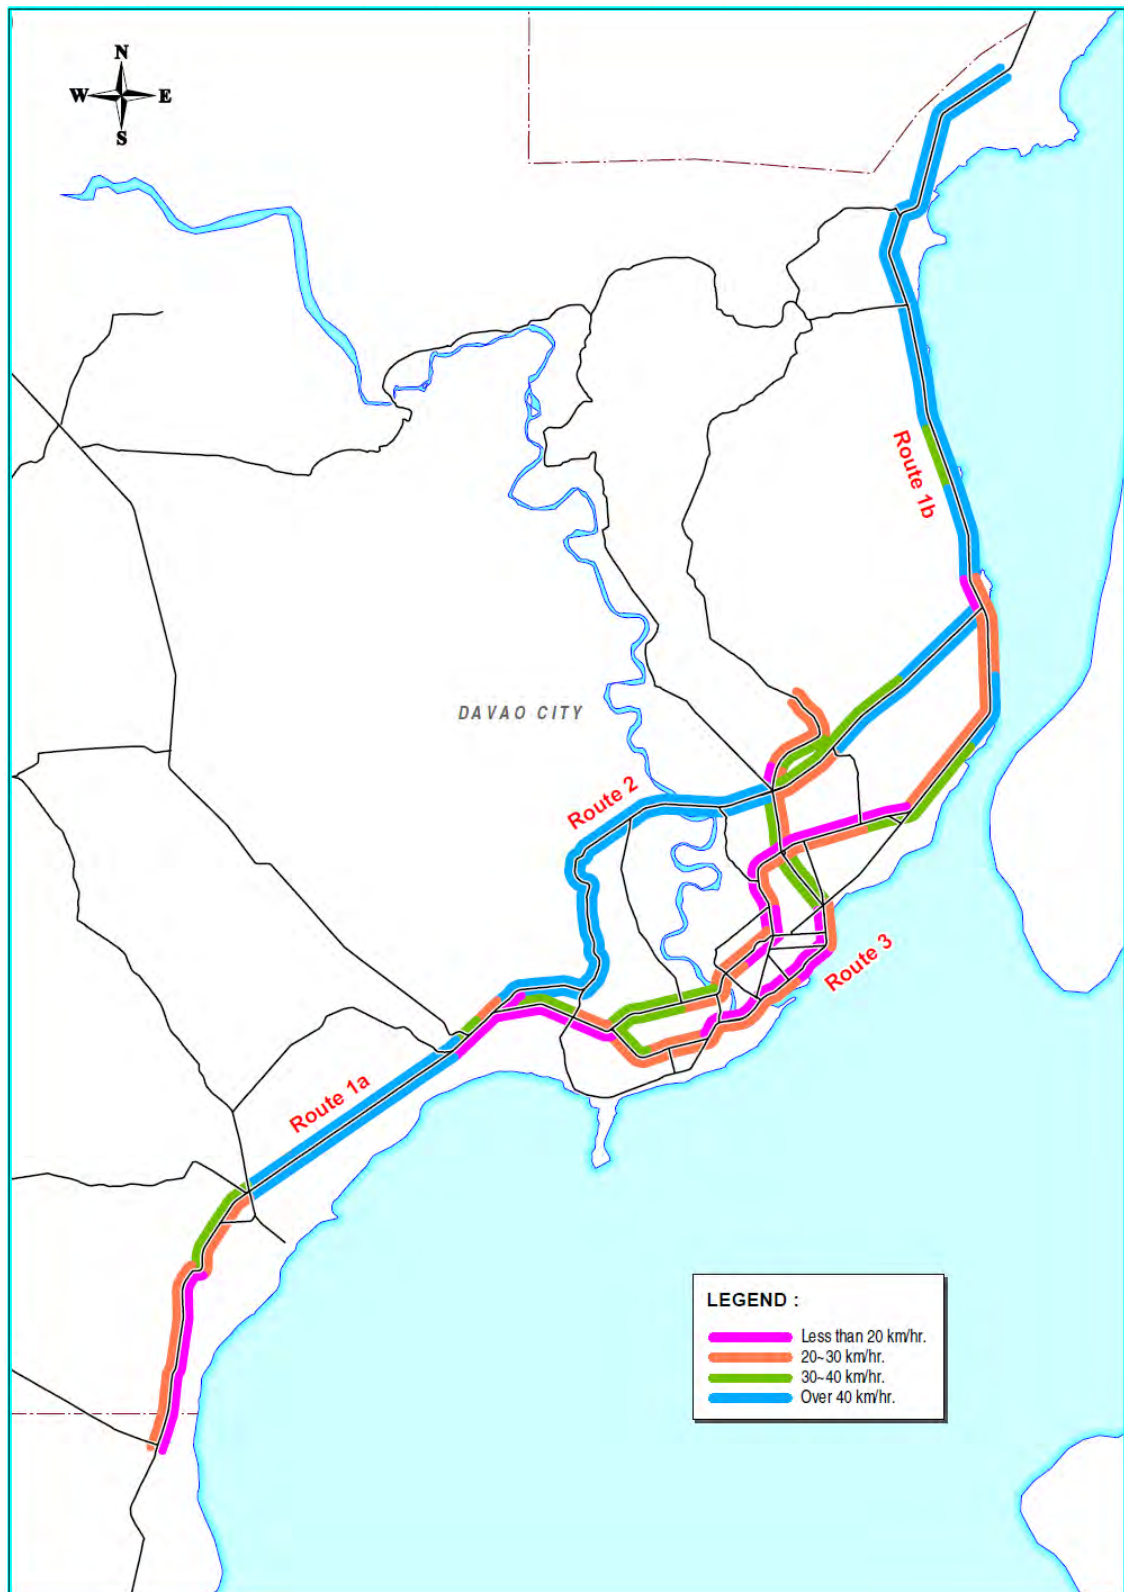 N
W E
S
Route 1b
DAVAO CITY
Route 2
Route 3
Route 1a
LEGEND :
Less than 20 km/hr.
20~30 km/hr.
30~40 km/hr.
Over 40 km/hr.